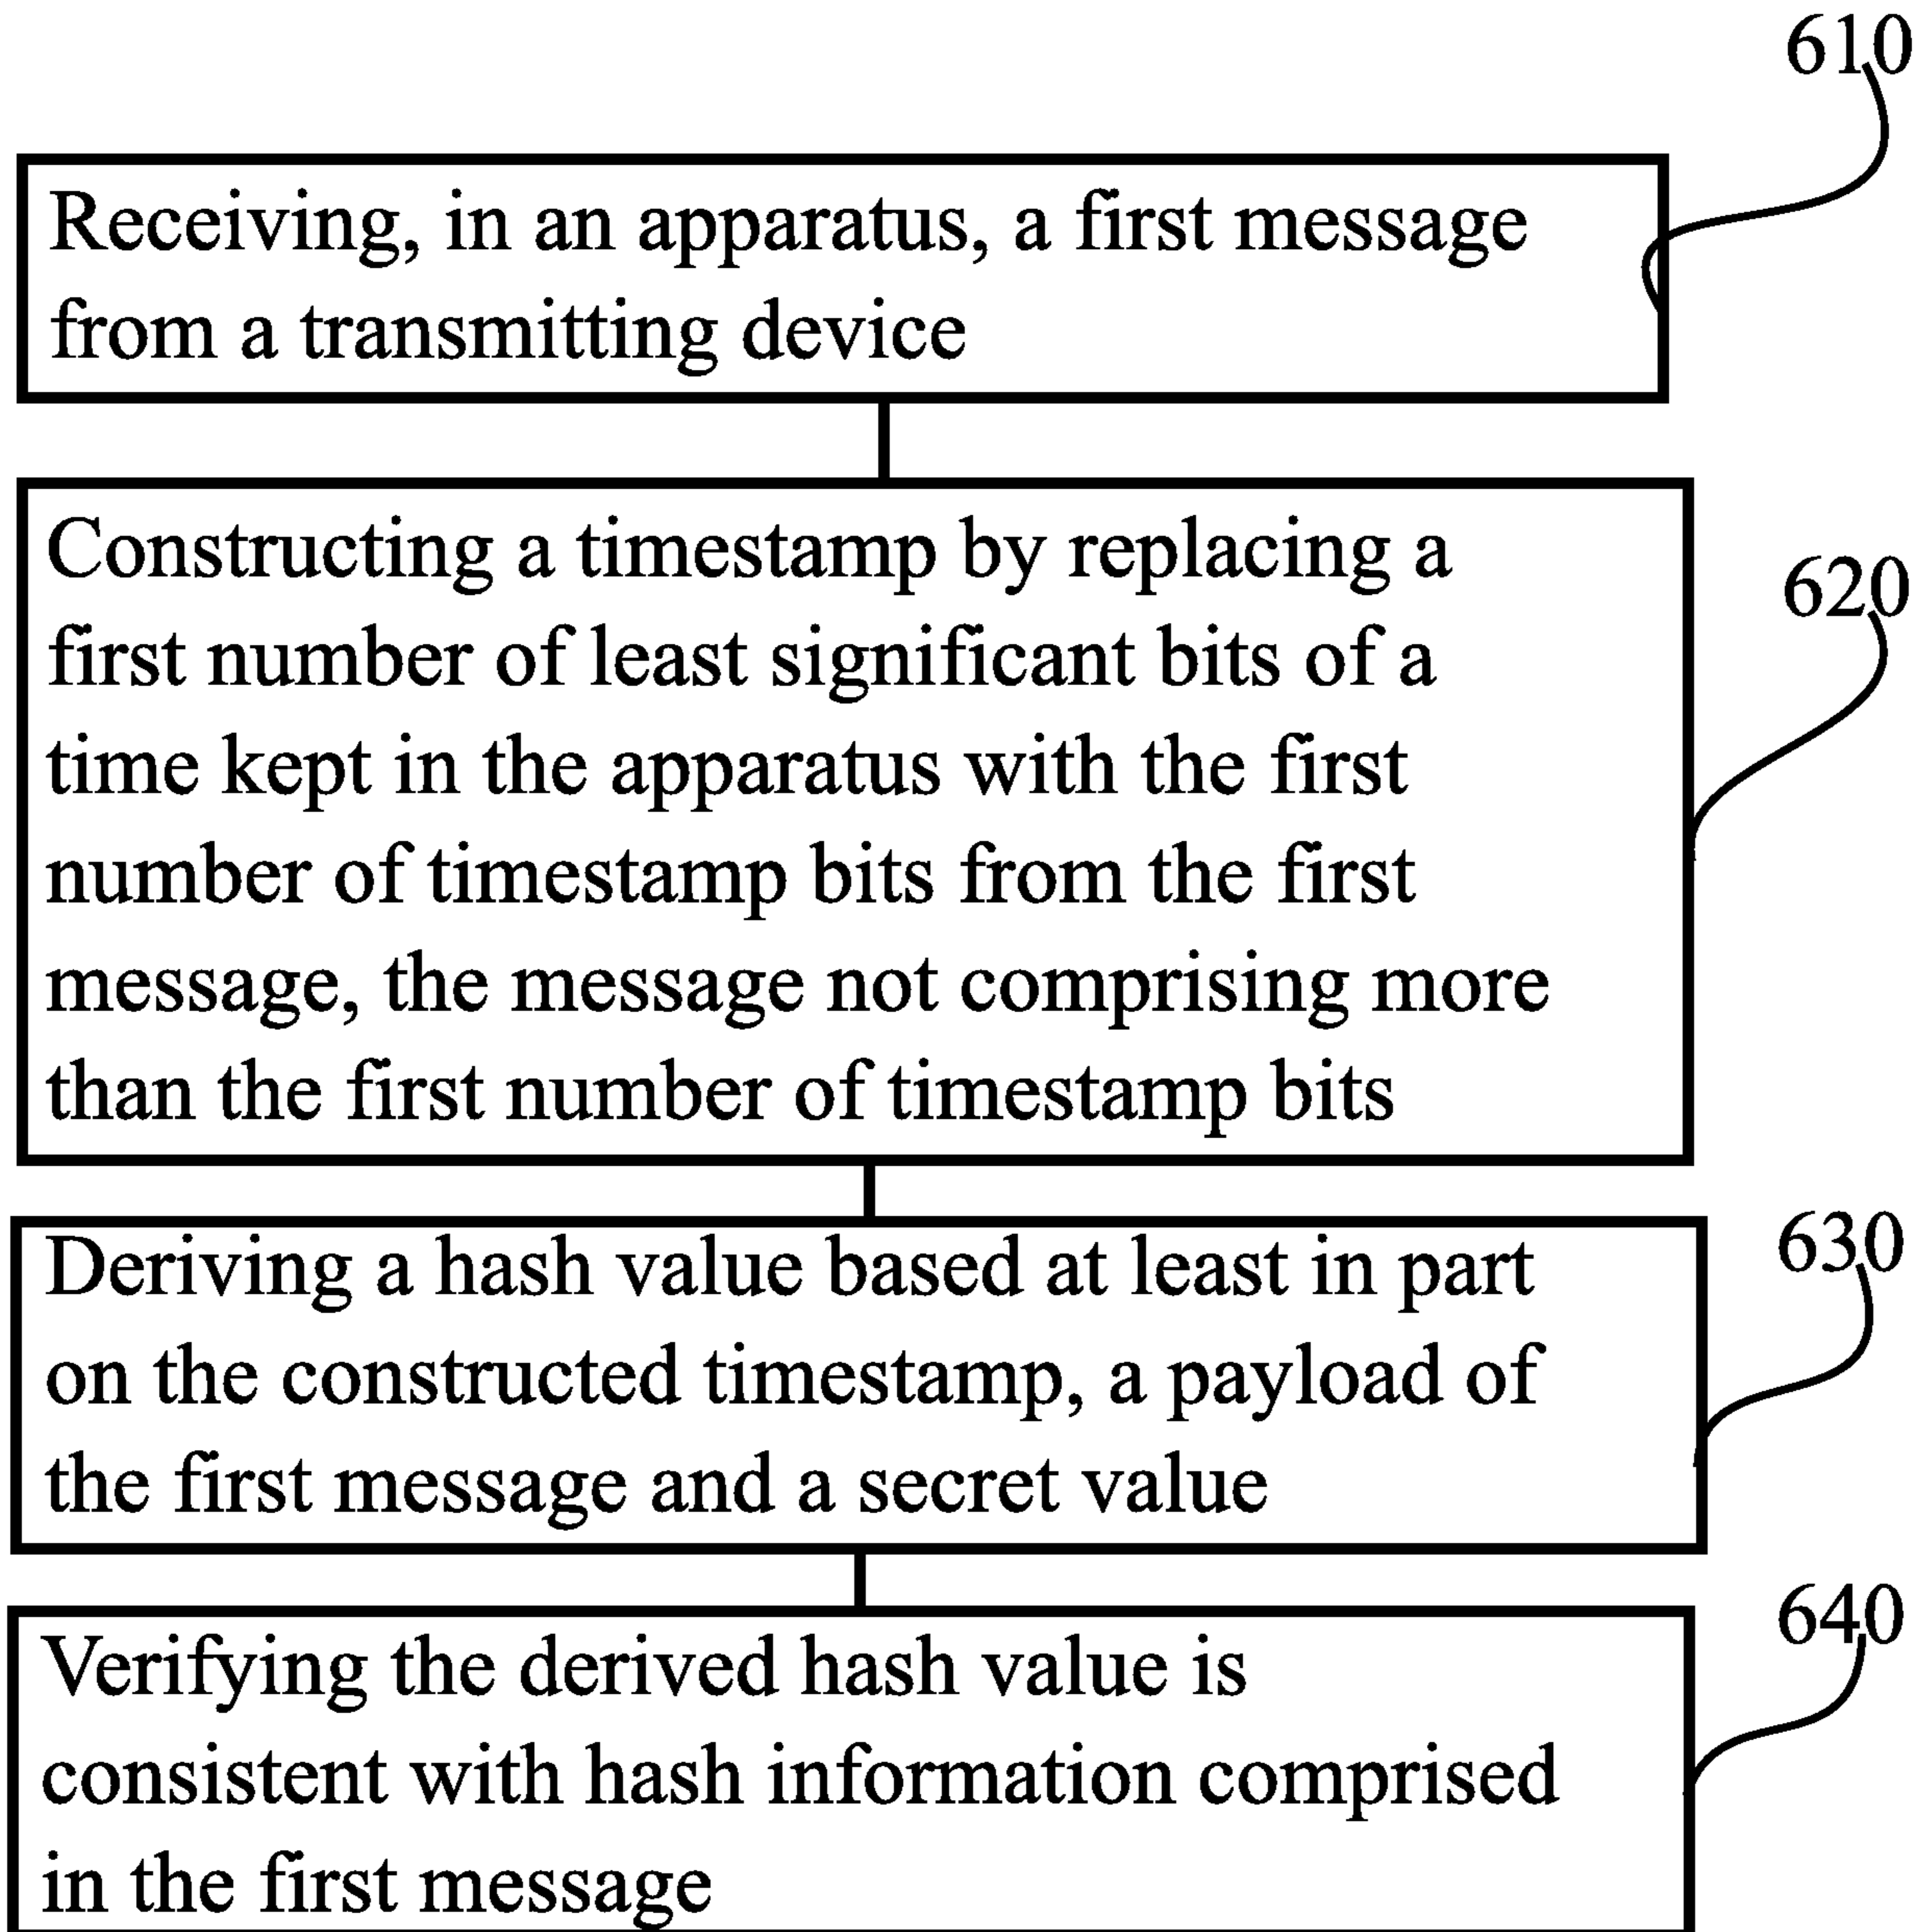 610
Receiving, in an apparatus, a first message
from a transmitting device
Constructing a timestamp by replacing a
first number of least significant bits of a
620
time kept in the apparatus with the first
number of timestamp bits from the first
message, the message not comprising more
than the first number of timestamp bits
630
Deriving a hash value based at least in part
on the constructed timestamp, a payload of
the first message and a secret value
640
Verifying the derived hash value is
consistent with hash information comprised
in the first message